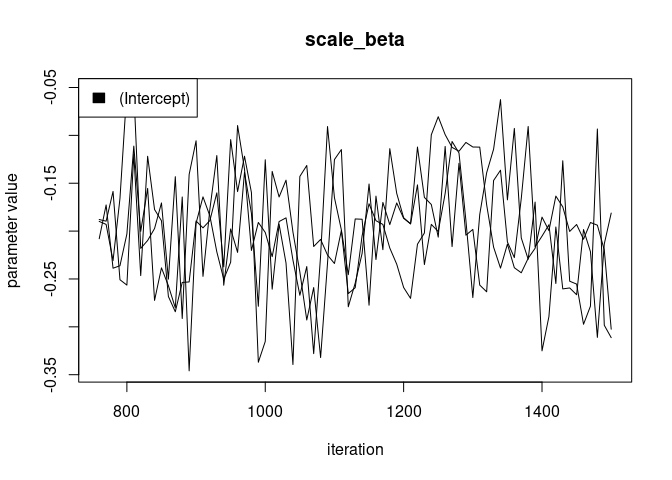 scale_beta
(Intercept)
parameter value
-0.05
-0.15
-0.25
-0.35
800 1000 1200 1400
iteration